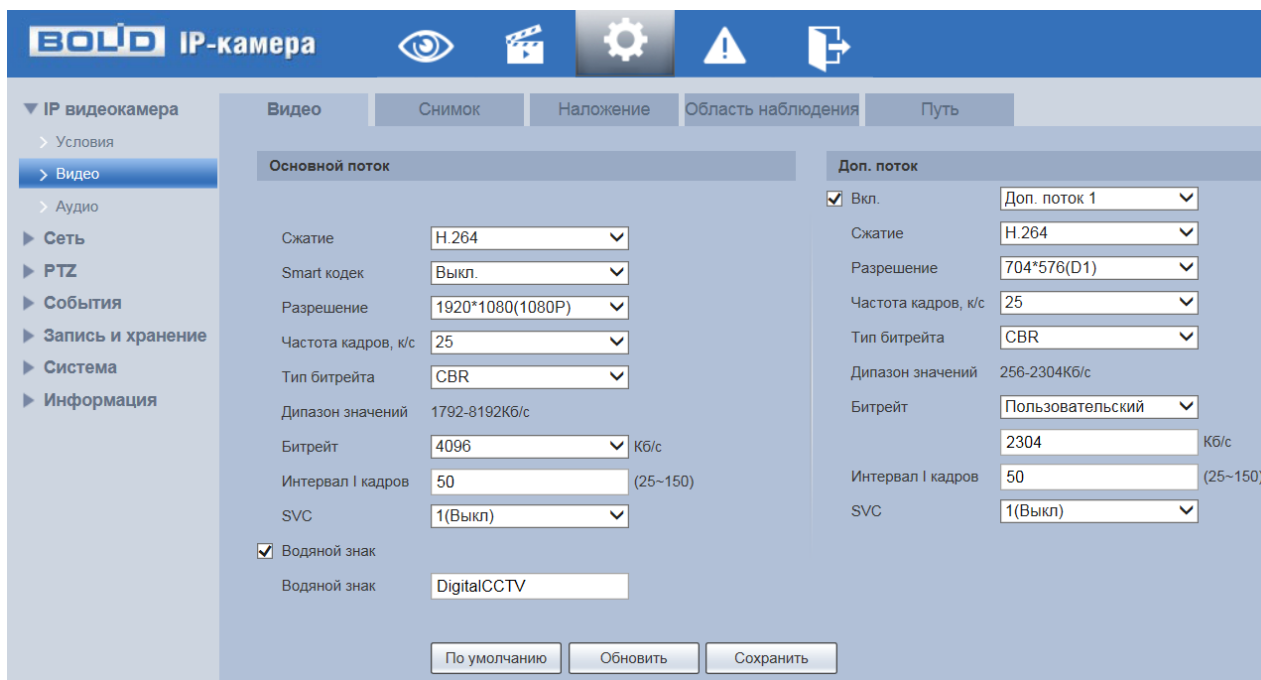 BOLID IP-камера
IP видеокамера
Условия
Видео
Аудио
Сеть
PTZ
События
Запись и хранение
Система
Информация
Видео Снимок Наложение Область наблюдения Путь
Основной поток
Сжатие H.264
Smart кодек Выкл.
Разрешение 1920*1080(1080P)
Частота кадров, к/с 25
Тип битрейта CBR
Дипазон значений 1792-8192Кб/с
Битрейт 4096 Кб/с
Интервал I кадров 50 (25~150)
SVC 1(Выкл)
Водяной знак
Водяной знак DigitalCCTV
По умолчанию Обновить Сохранить
Доп. поток
Вкл. Доп. поток 1
Сжатие H.264
Разрешение 704*576(D1)
Частота кадров, к/с 25
Тип битрейта CBR
Дипазон значений 256-2304Кб/с
Битрейт Пользовательский
2304 Кб/с
Интервал I кадров 50 (25~150)
SVC 1(Выкл)